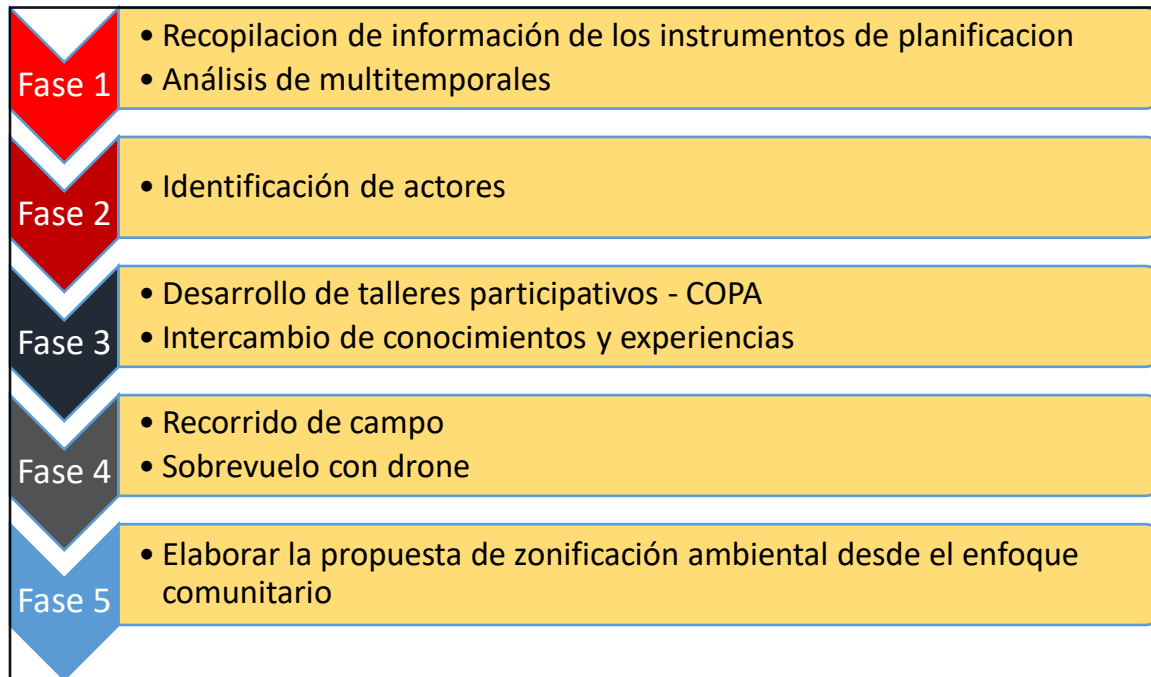 Fase 1
• Recopilacion de información de los instrumentos de planificacion
• Análisis de multitemporales
Fase 2
• Identificación de actores
Fase 3
• Desarrollo de talleres participativos - COPA
• Intercambio de conocimientos y experiencias
Fase 4
• Recorrido de campo
• Sobrevuelo con drone
Fase 5
• Elaborar la propuesta de zonificación ambiental desde el enfoque
comunitario